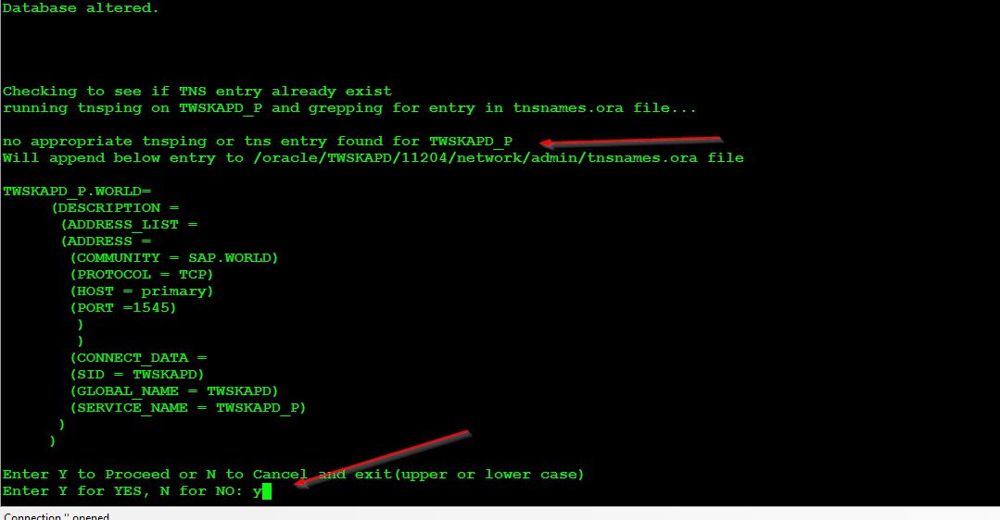 Database altered.
Checking to see if TNS entry already exist
running tnsping on TWSKAPD_P and grepping for entry in tnsnames.ora file...
no appropriate tnsping or tns entry found for TWSKAPD_P
Will append below entry to /oracle/TWSKAPD/11204/network/admin/tnsnames.ora file
TWSKAPD_P.WORLD=
(DESCRIPTION =
(ADDRESS_LIST =
(ADDRESS =
(COMMUNITY = SAP.WORLD)
(PROTOCOL = TCP)
(HOST = primary)
(PORT =1545)
)
)
(CONNECT_DATA =
(SID = TWSKAPD)
(GLOBAL_NAME = TWSKAPD)
(SERVICE_NAME = TWSKAPD_P)
)
)
Enter Y to Proceed or N to Cancel and exit(upper or lower case)
Enter Y for YES, N for NO: y
Connection '' opened